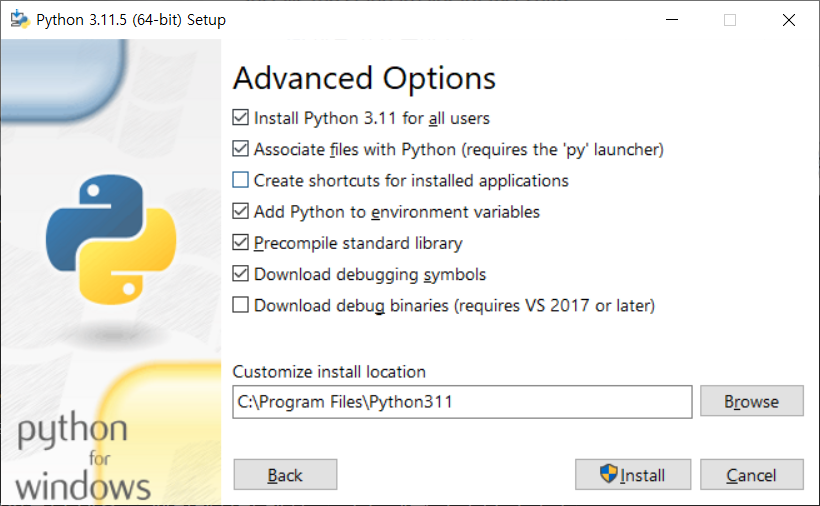 Python 3.11.5 (64-bit) Setup
Advanced Options
Install Python 3.11 for all users
Associate files with Python (requires the 'py' launcher)
Create shortcuts for installed applications
Add Python to environment variables
Precompile standard library
Download debugging symbols
Download debug binaries (requires VS 2017 or later)
Customize install location
C:\Program Files\Python311
Browse
python
for
windows
Back
Install
Cancel